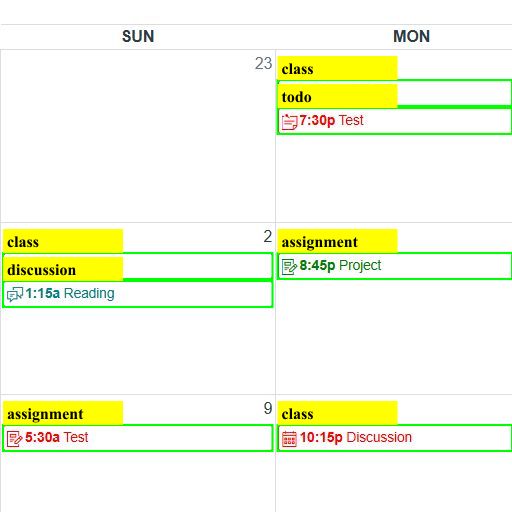 SUN MON
23
class
todo
7:30p Test
2
class
discussion
1:15a Reading
assignment
8:45p Project
9
assignment
5:30a Test
class
10:15p Discussion